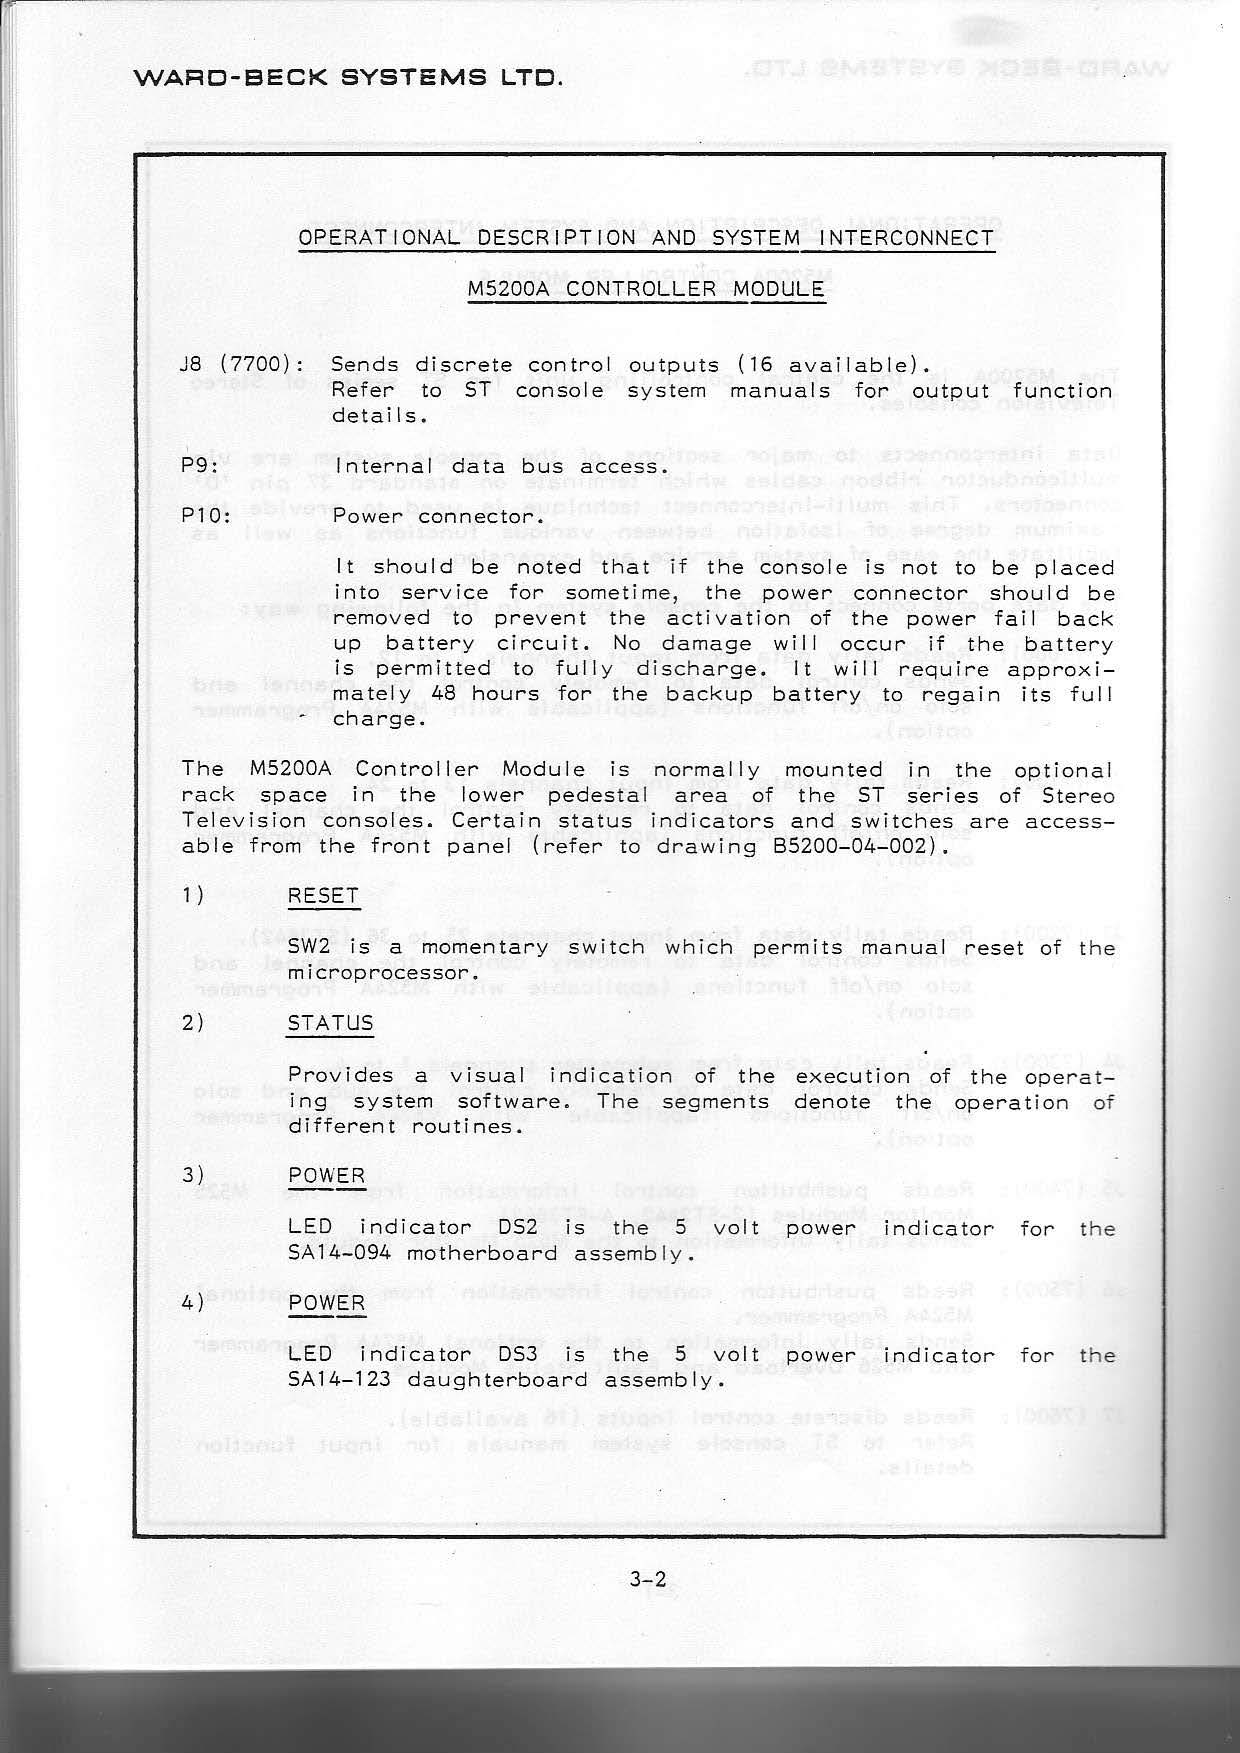 WARD-BECK SYSTEMS LTD.
OPERATIONAL DESCRIPTION AND SYSTEM INTERCONNECT
M5200A CONTROLLER MODULE
J8 (7700): Sends discrete control outputs (16 available).
Refer to ST console system manuals for output function
details.
P9: Internal data bus access.
P10: Power connector.
It should be noted that if the console is not to be placed
into service for sometime, the power connector should be
removed to prevent the activation of the power fail back
up battery circuit. No damage will occur if the battery
is permitted to fully discharge. It will require approxi-
mately 48 hours for the backup battery to regain its full
charge.
The M5200A Controller Module is normally mounted in the optional
rack space in the lower pedestal area of the ST series of Stereo
Television consoles. Certain status indicators and switches are access-
able from the front panel (refer to drawing B5200-04-002).
1) RESET
SW2 is a momentary switch which permits manual reset of the
microprocessor.
2) STATUS
Provides a visual indication of the execution of the operat-
ing system software. The segments denote the operation of
different routines.
3) POWER
LED indicator DS2 is the 5 volt power indicator for the
SA14-094 motherboard assembly.
4) POWER
LED indicator DS3 is the 5 volt power indicator for the
SA14-123 daughterboard assembly.
3-2